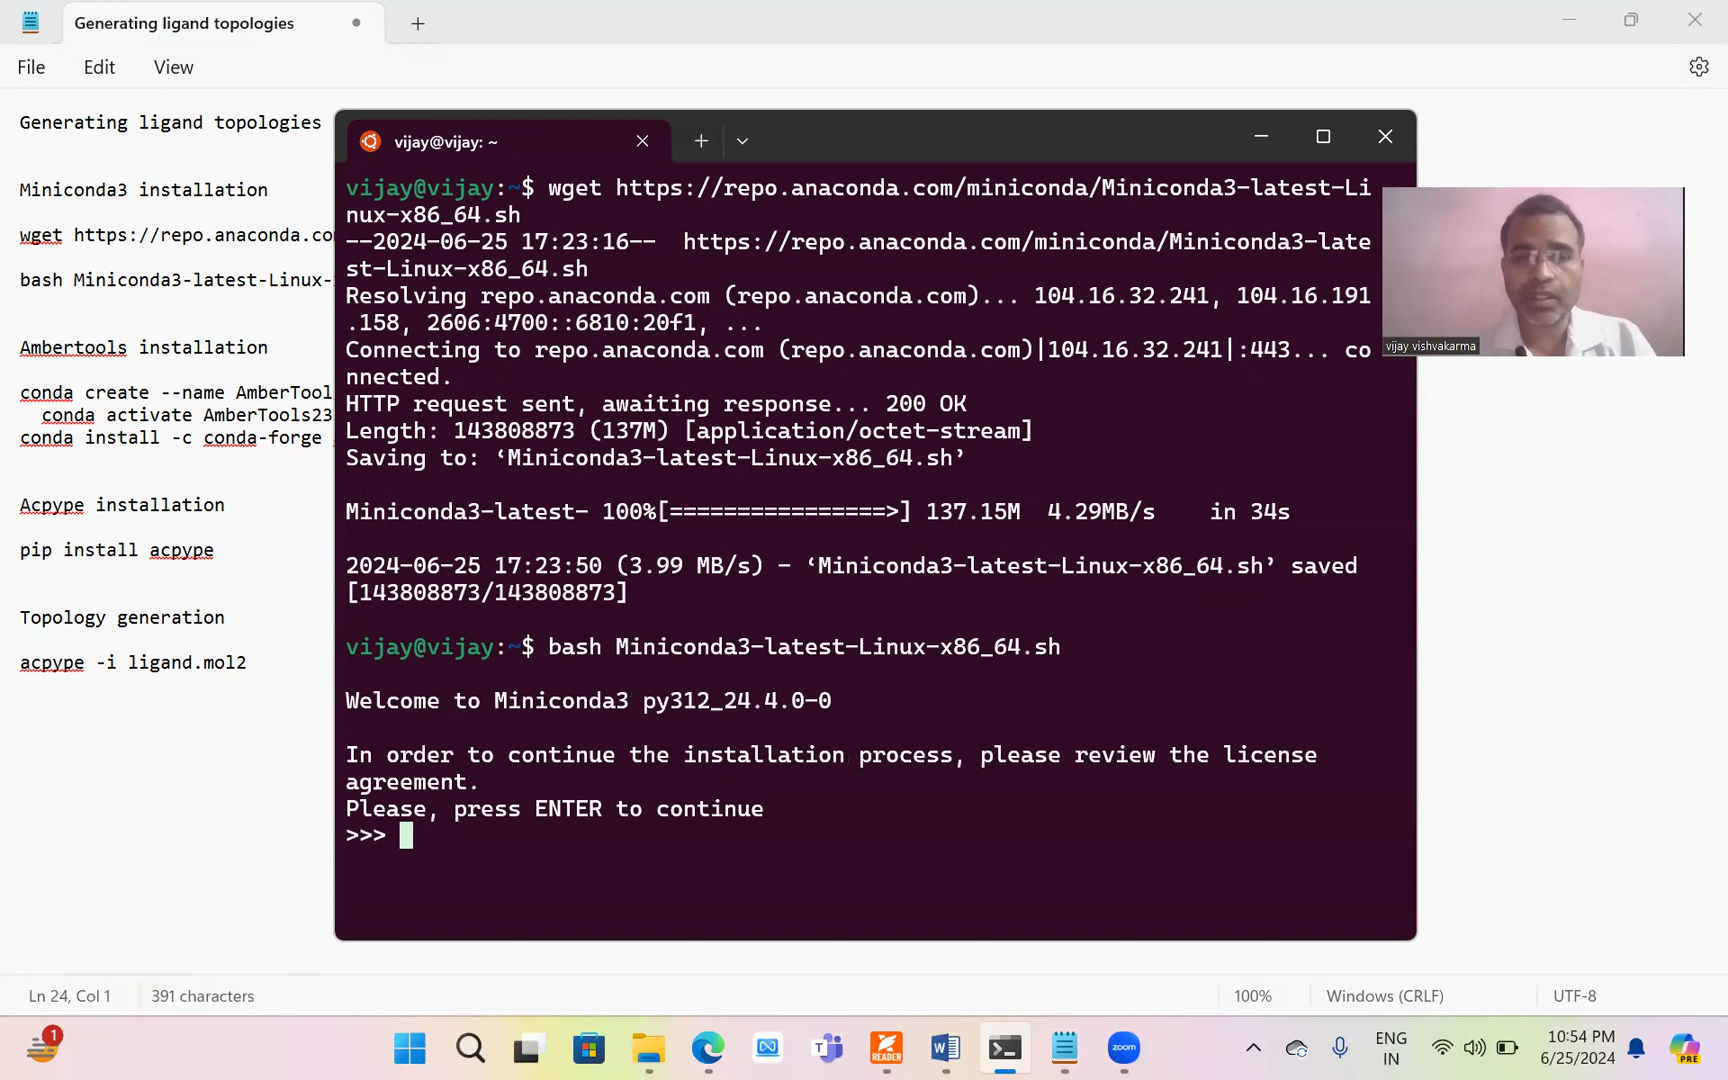 Generating ligand topologies
File Edit View
Generating ligand topologies
Miniconda3 installation
wget https://repo.anaconda.co
bash Miniconda3-latest-Linux-
Ambertools installation
conda create --name AmberTool
conda activate AmberTools23
conda install -c conda-forge
Acpype installation
pip install acpype
Topology generation
acpype -i ligand.mol2
vijay@vijay: ~
vijay@vijay:~$ wget https://repo.anaconda.com/miniconda/Miniconda3-latest-Li
nux-x86_64.sh
--2024-06-25 17:23:16--  https://repo.anaconda.com/miniconda/Miniconda3-late
st-Linux-x86_64.sh
Resolving repo.anaconda.com (repo.anaconda.com)... 104.16.32.241, 104.16.191
.158, 2606:4700::6810:20f1, ...
Connecting to repo.anaconda.com (repo.anaconda.com)|104.16.32.241|:443... co
nnected.
HTTP request sent, awaiting response... 200 OK
Length: 143808873 (137M) [application/octet-stream]
Saving to: ‘Miniconda3-latest-Linux-x86_64.sh’
Miniconda3-latest- 100%[================>] 137.15M  4.29MB/s    in 34s
2024-06-25 17:23:50 (3.99 MB/s) - ‘Miniconda3-latest-Linux-x86_64.sh’ saved
[143808873/143808873]
vijay@vijay:~$ bash Miniconda3-latest-Linux-x86_64.sh
Welcome to Miniconda3 py312_24.4.0-0
In order to continue the installation process, please review the license
agreement.
Please, press ENTER to continue
>>>
vijay vishvakarma
Ln 24, Col 1 391 characters 100% Windows (CRLF) UTF-8
1
READER
zoom
ENG
IN
10:54 PM
6/25/2024
PRE